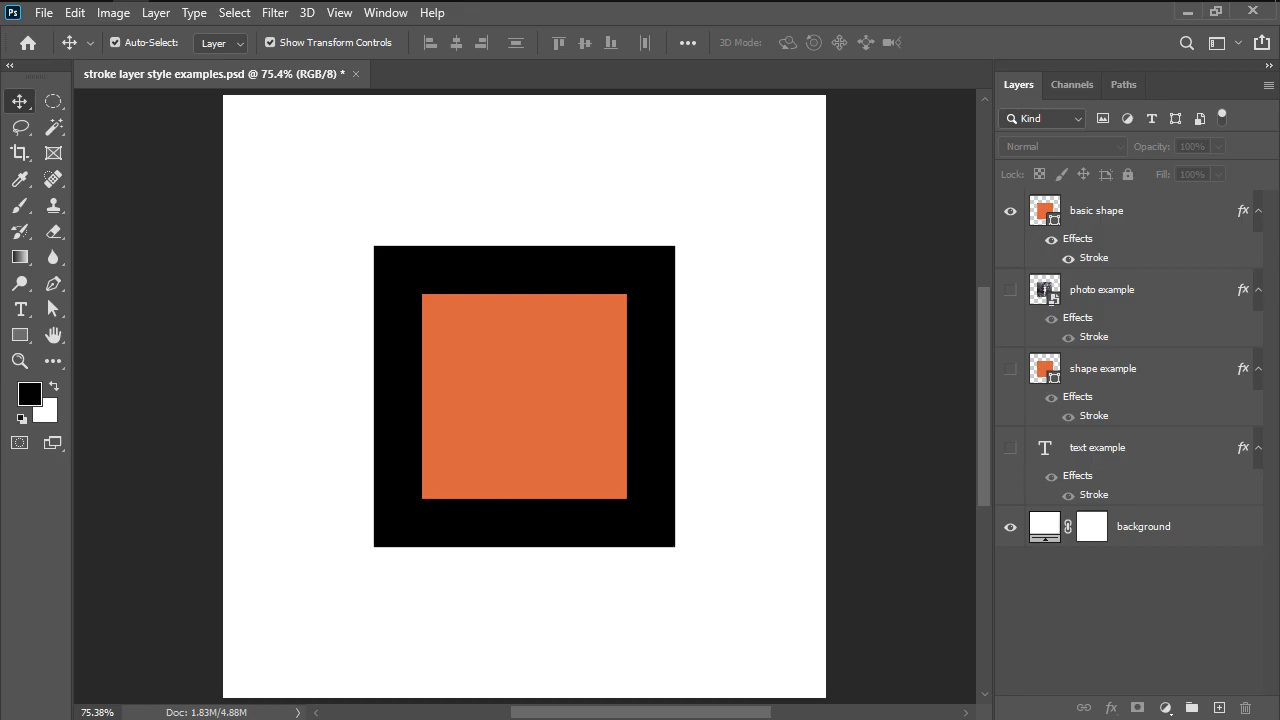 Ps File Edit Image Layer Type Select Filter 3D View Window Help
Auto-Select: Layer Show Transform Controls 3D Mode:
stroke layer style examples.psd @ 75.4% (RGB/8) *
Layers Channels Paths
Kind
Normal Opacity: 100%
Lock: Fill: 100%
basic shape fx
Effects
Stroke
photo example fx
Effects
Stroke
shape example fx
Effects
Stroke
T text example fx
Effects
Stroke
background
75.38% Doc: 1.83M/4.88M
fx